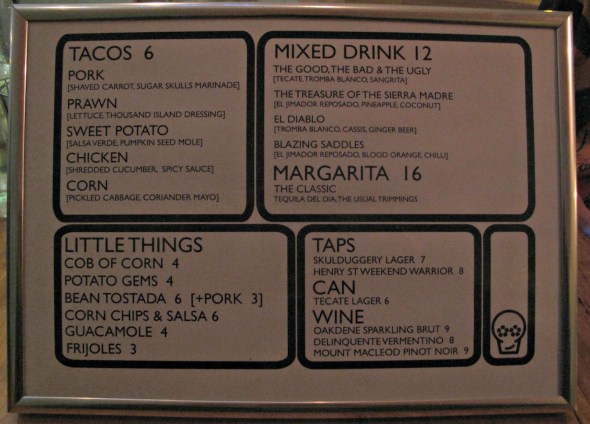 TACOS 6
PORK
[SHAVED CARROT, SUGAR SKULLS MARINADE]
PRAWN
[LETTUCE, THOUSAND ISLAND DRESSING]
SWEET POTATO
[SALSA VERDE, PUMPKIN SEED MOLE]
CHICKEN
[SHREDDED CUCUMBER, SPICY SAUCE]
CORN
[PICKLED CABBAGE, CORIANDER MAYO]
MIXED DRINK 12
THE GOOD, THE BAD & THE UGLY
[TECATE, TROMBA BLANCO, SANGRITA]
THE TREASURE OF THE SIERRA MADRE
[EL JIMADOR REPOSADO, PINEAPPLE, COCONUT]
EL DIABLO
[TROMBA BLANCO, CASSIS, GINGER BEER]
BLAZING SADDLES
[EL JIMADOR REPOSADO, BLOOD ORANGE, CHILLI]
MARGARITA 16
THE CLASSIC
TEQUILA DEL DIA, THE USUAL TRIMMINGS
LITTLE THINGS
COB OF CORN 4
POTATO GEMS 4
BEAN TOSTADA 6 [+PORK 3]
CORN CHIPS & SALSA 6
GUACAMOLE 4
FRIJOLES 3
TAPS
SKULDUGGERY LAGER 7
HENRY ST WEEKEND WARRIOR 8
CAN
TECATE LAGER 6
WINE
OAKDENE SPARKLING BRUT 9
DELINQUENTE VERMENTINO 8
MOUNT MACLEOD PINOT NOIR 9